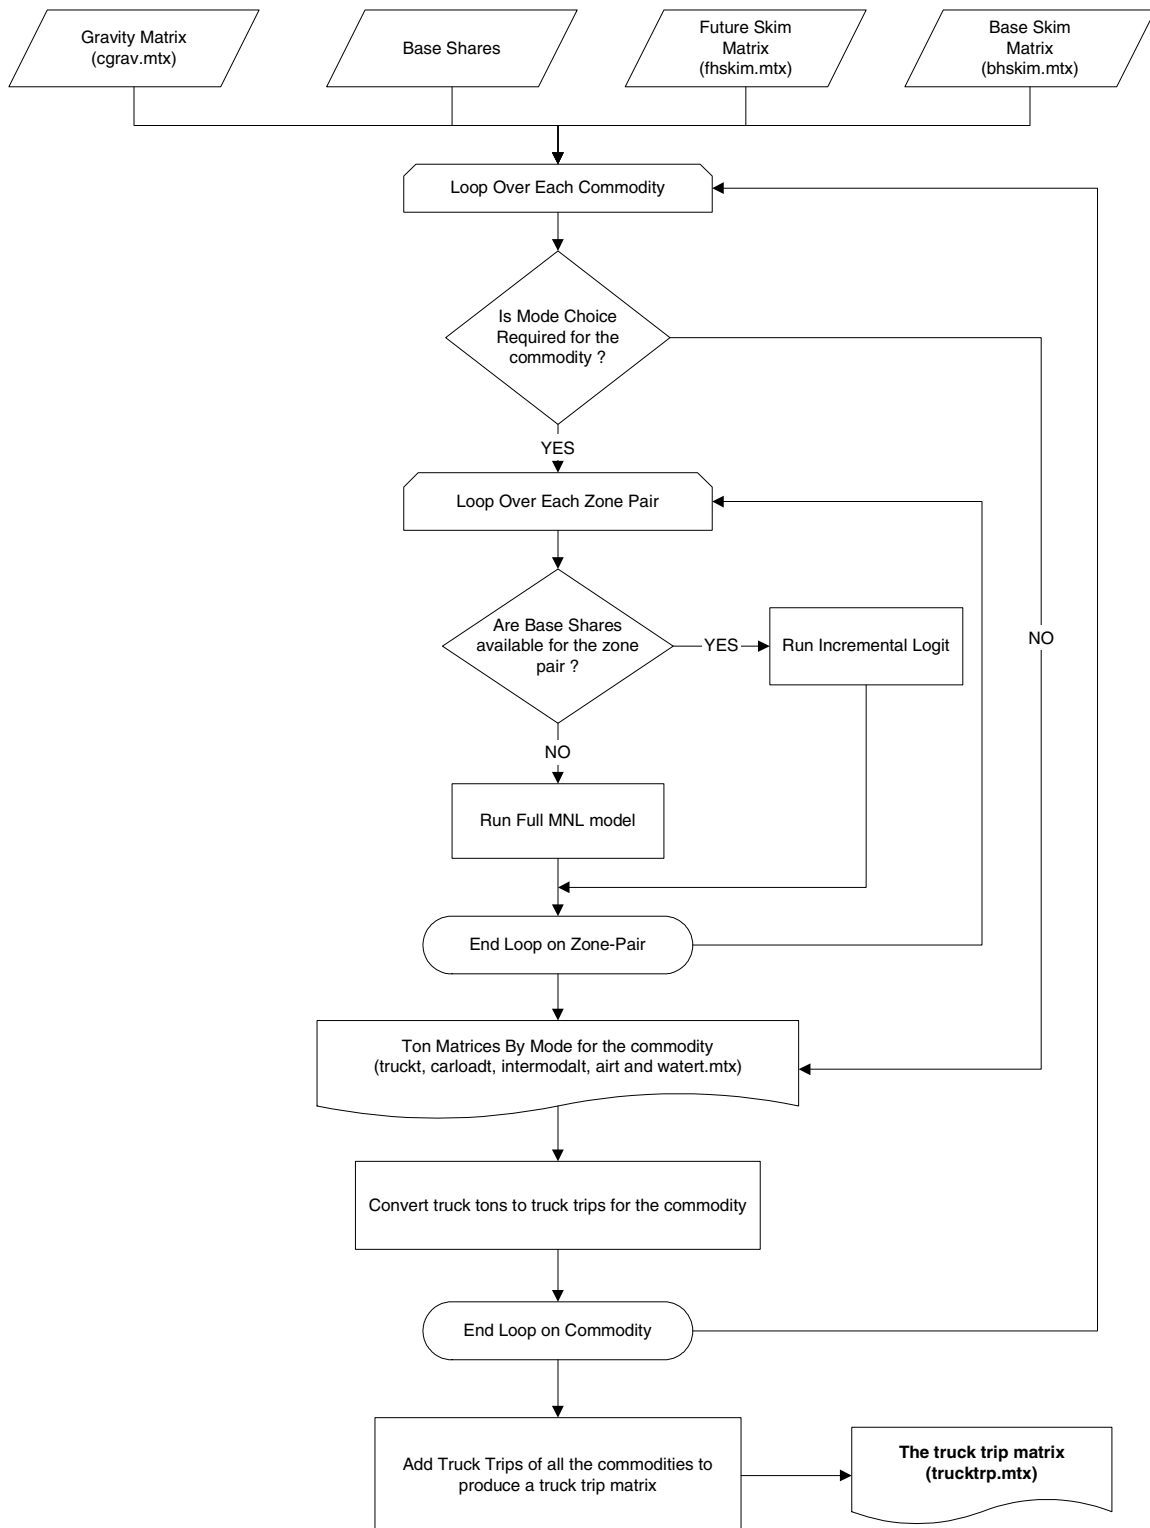 Gravity Matrix
(cgrav.mtx)
Base Shares
Future Skim
Matrix
(fhskim.mtx)
Base Skim
Matrix
(bhskim.mtx)
Loop Over Each Commodity
Is Mode Choice
Required for the
commodity ?
YES
Loop Over Each Zone Pair
Are Base Shares
available for the zone
pair ?
YES
Run Incremental Logit
NO
NO
Run Full MNL model
End Loop on Zone-Pair
Ton Matrices By Mode for the commodity
(truckt, carloadt, intermodalt, airt and watert.mtx)
Convert truck tons to truck trips for the commodity
End Loop on Commodity
Add Truck Trips of all the commodities to
produce a truck trip matrix
The truck trip matrix
(trucktrp.mtx)